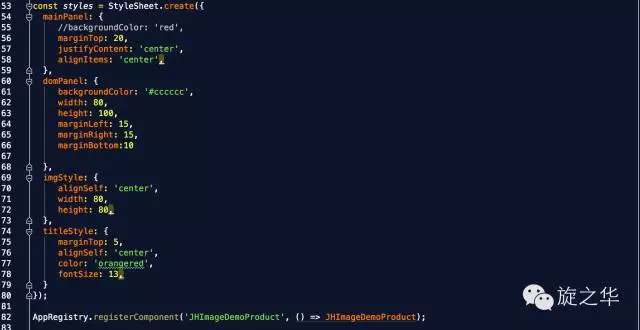 53 const styles = StyleSheet.create({
54 mainPanel: {
55 //backgroundColor: 'red',
56 marginTop: 20,
57 justifyContent: 'center',
58 alignItems: 'center',
59 },
60 domPanel: {
61 backgroundColor: '#cccccc',
62 width: 80,
63 height: 100,
64 marginLeft: 15,
65 marginRight: 15,
66 marginBottom:10
67
68 },
69 imgStyle: {
70 alignSelf: 'center',
71 width: 80,
72 height: 80,
73 },
74 titleStyle: {
75 marginTop: 5,
76 alignSelf: 'center',
77 color: 'orangered',
78 fontSize: 13,
79 }
80 });
81
82 AppRegistry.registerComponent('JHImageDemoProduct', () => JHImageDemoProduct);
旋之华